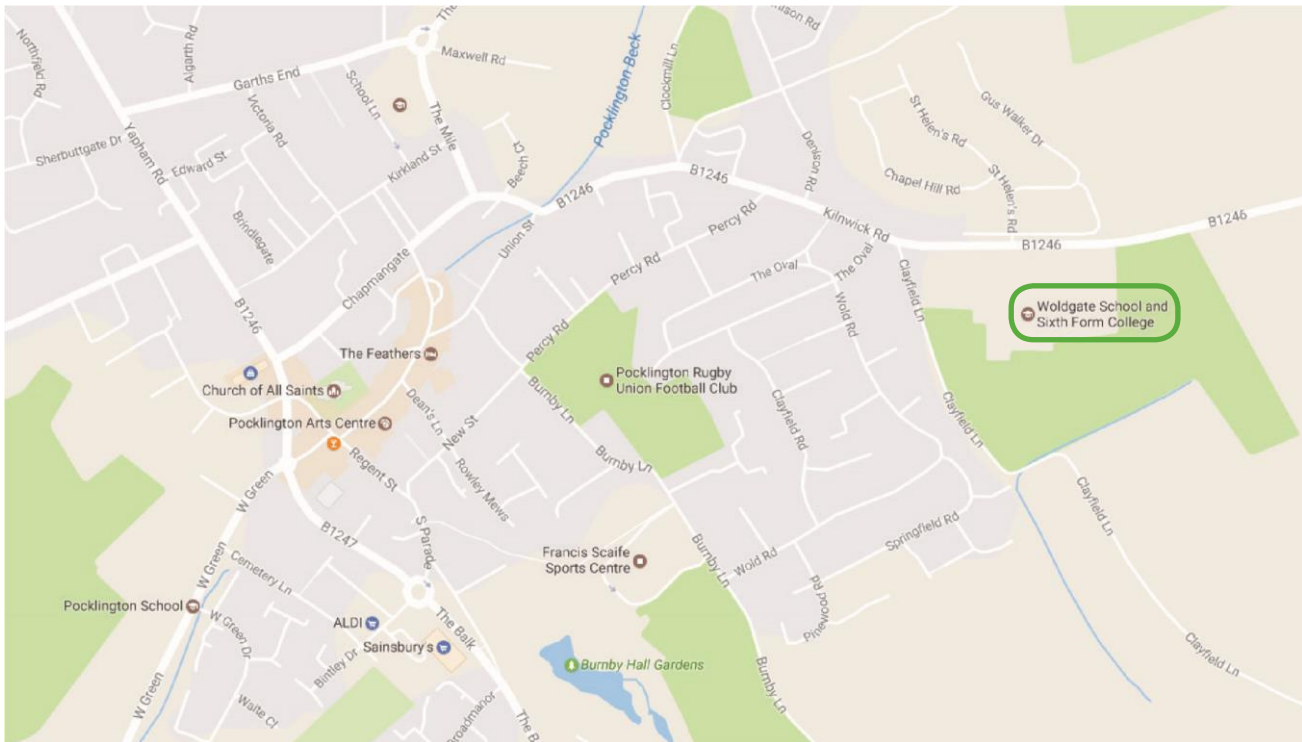 The
Maxwell Rd
Northfield Rd
Algarth Rd
Garths End
School Ln
The Mile
Pocklington Beck
Clockmill Ln
Denison Rd
St Helen's Rd
Gus Walker Dr
Victoria Rd
Sherbuttgate Dr
Yapham Rd
Edward St
Kirkland St
Beech Ct
B1246
B1246
Chapel Hill Rd
St Helen's Rd
Brindlegate
Union St
Percy Rd
Kilnwick Rd
B1246
B1246
Chapmangate
Percy Rd
The Oval
The Oval
Clayfield Ln
Wold Rd
B1246
Woldgate School and
Sixth Form College
Percy Rd
The Feathers
Church of All Saints
Pocklington Rugby
Union Football Club
Burnby Ln
Dean's Ln
Clayfield Rd
Clayfield Ln
Pocklington Arts Centre
New St
Regent St
Burnby Ln
Rowley Mews
W Green
Clayfield Ln
B1247
S Parade
Springfield Rd
Francis Scaife
Sports Centre
Burnby Ln
Wold Rd
W Green
Cemetery Ln
Pinewood Rd
Pocklington School
ALDI
The Balk
W Green Dr
Sainsbury's
Clayfield Ln
Burnby Hall Gardens
Bintley Dr
Burnby Ln
W Green
Waite Cl
The B